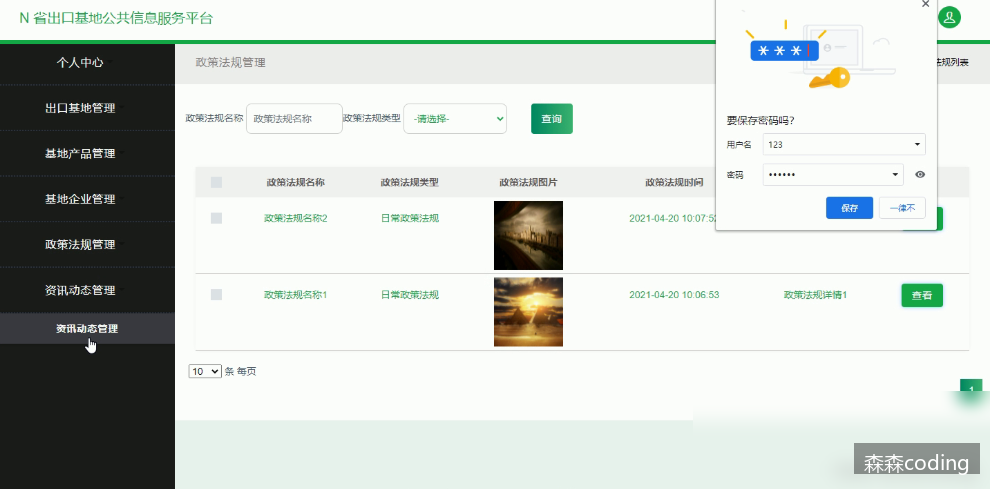 N 省出口基地公共信息服务平台
个人中心
出口基地管理
基地产品管理
基地企业管理
政策法规管理
资讯动态管理
资讯动态管理
政策法规管理
法规列表
政策法规名称 政策法规名称 政策法规类型 -请选择- 查询
政策法规名称 政策法规类型 政策法规图片 政策法规时间
政策法规名称2 日常政策法规 2021-04-20 10:07:52
政策法规名称1 日常政策法规 2021-04-20 10:06:53 政策法规详情1 查看
10 条 每页
1
要保存密码吗?
用户名 123
密码 ••••••
保存 一律不
森森coding